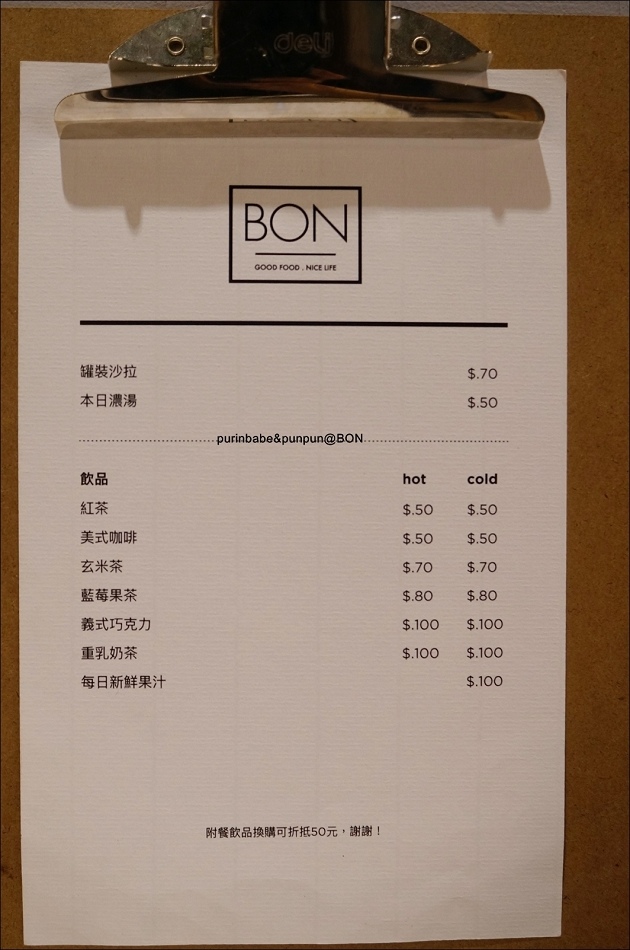 deli
BON
GOOD FOOD . NICE LIFE
罐裝沙拉 $.70
本日濃湯 $.50
purinbabe&punpun@BON
飲品 hot cold
紅茶 $.50 $.50
美式咖啡 $.50 $.50
玄米茶 $.70 $.70
藍莓果茶 $.80 $.80
義式巧克力 $.100 $.100
重乳奶茶 $.100 $.100
每日新鮮果汁 $.100
附餐飲品換購可折抵50元，謝謝！